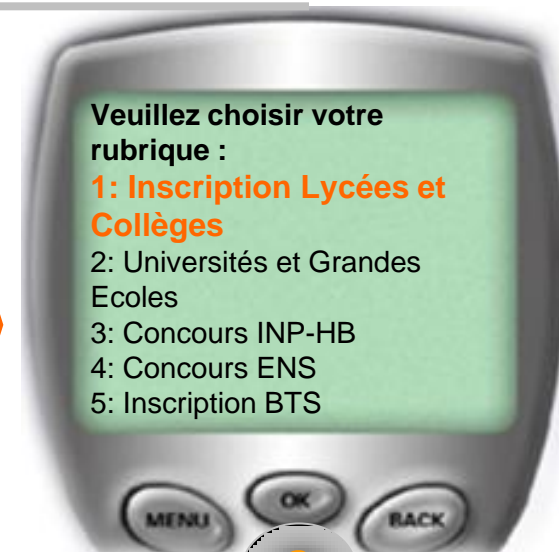 Veuillez choisir votre
rubrique :
1: Inscription Lycées et
Collèges
2: Universités et Grandes
Ecoles
3: Concours INP-HB
4: Concours ENS
5: Inscription BTS
MENU
OK
BACK